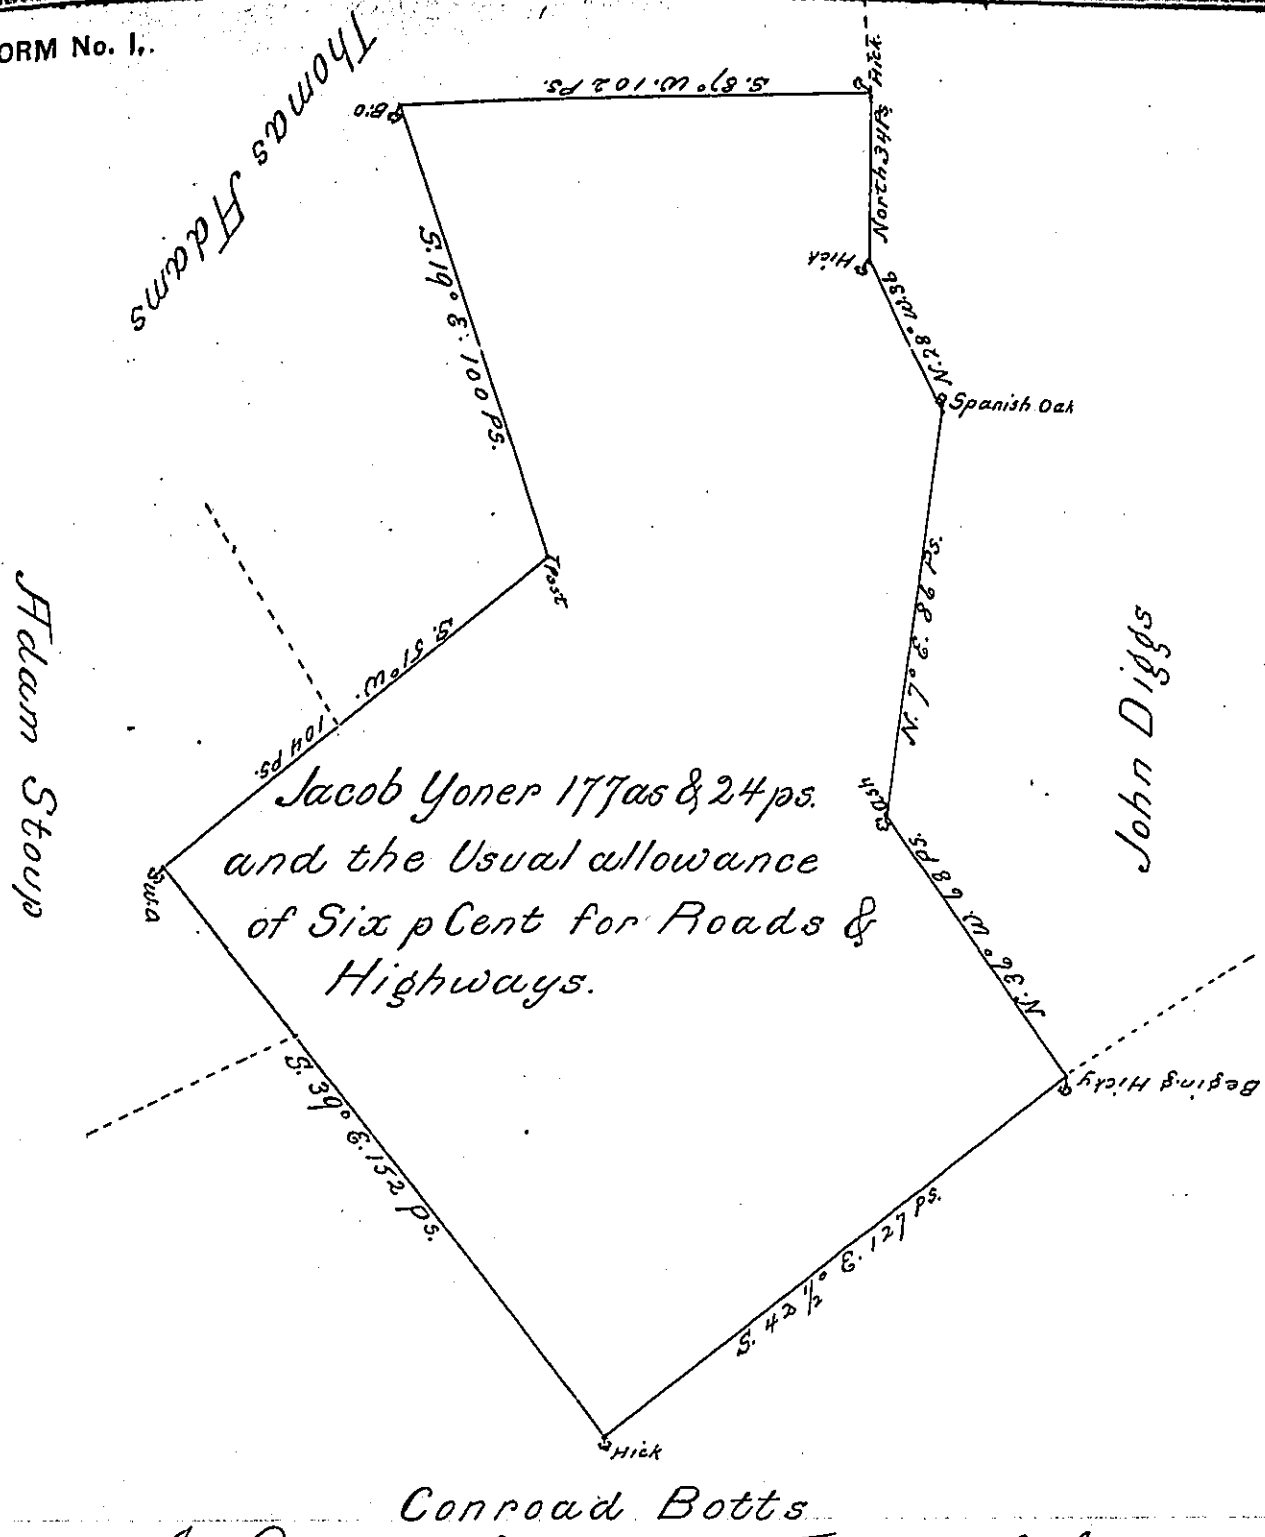 ORM No. 1.
Thomas Adams
S. 87° W. 102 Ps.
Hick.
B.O
North 34 Ps
Hick
N. 28° W. 36
Spanish Oak
S. 19° E. 100 ps.
Post
S. 51° W.
104 ps.
N 7° E. 86 Ps.
John Diggs
Adam Stoup
ash
Jacob Yoner 177as & 24ps.
and the Usual allowance
of Six p Cent for Roads &
Highways.
W.O
N. 36° W. 68 Ps.
Beging Hicky
S. 39° E. 152 ps.
S. 42 1/2° E. 127 ps.
Hick
Conroad Botts